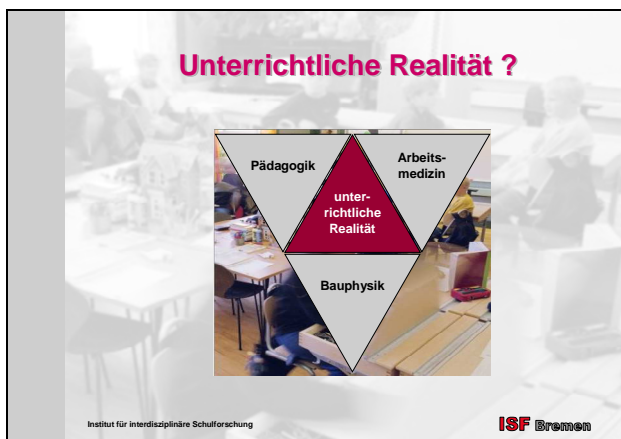 Unterrichtliche Realität ?
Pädagogik
Arbeits-
medizin
unter-
richtliche
Realität
Bauphysik
Institut für interdisziplinäre Schulforschung
ISF Bremen